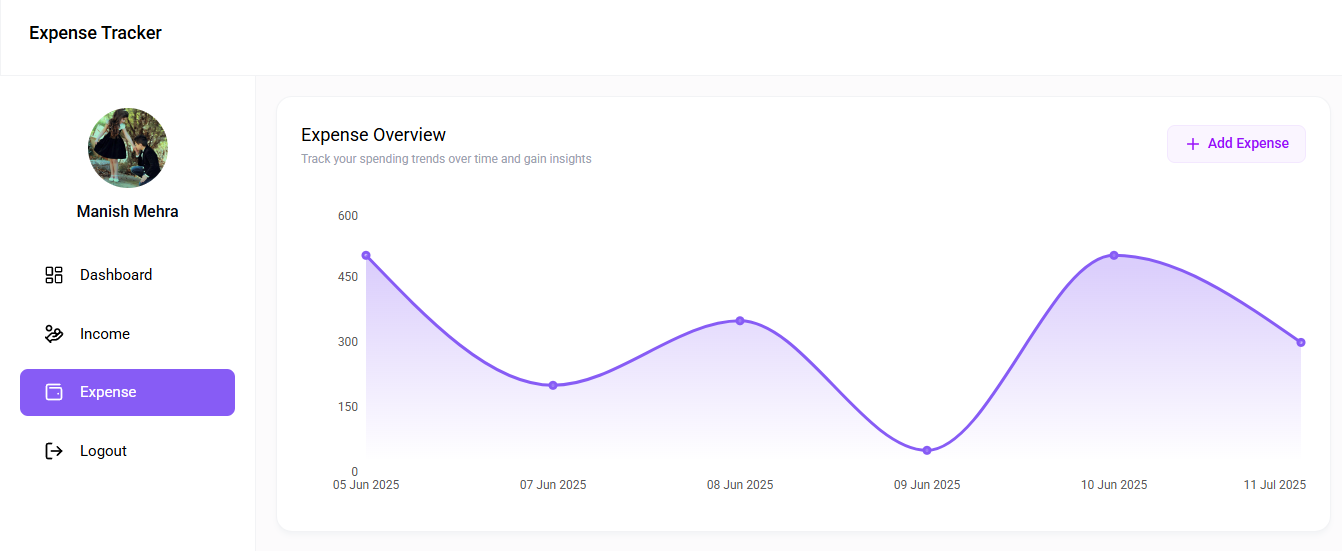 Expense Tracker
Manish Mehra
Dashboard
Income
Expense
Logout
Expense Overview
Track your spending trends over time and gain insights
Add Expense
600
450
300
150
0
05 Jun 2025
07 Jun 2025
08 Jun 2025
09 Jun 2025
10 Jun 2025
11 Jul 2025